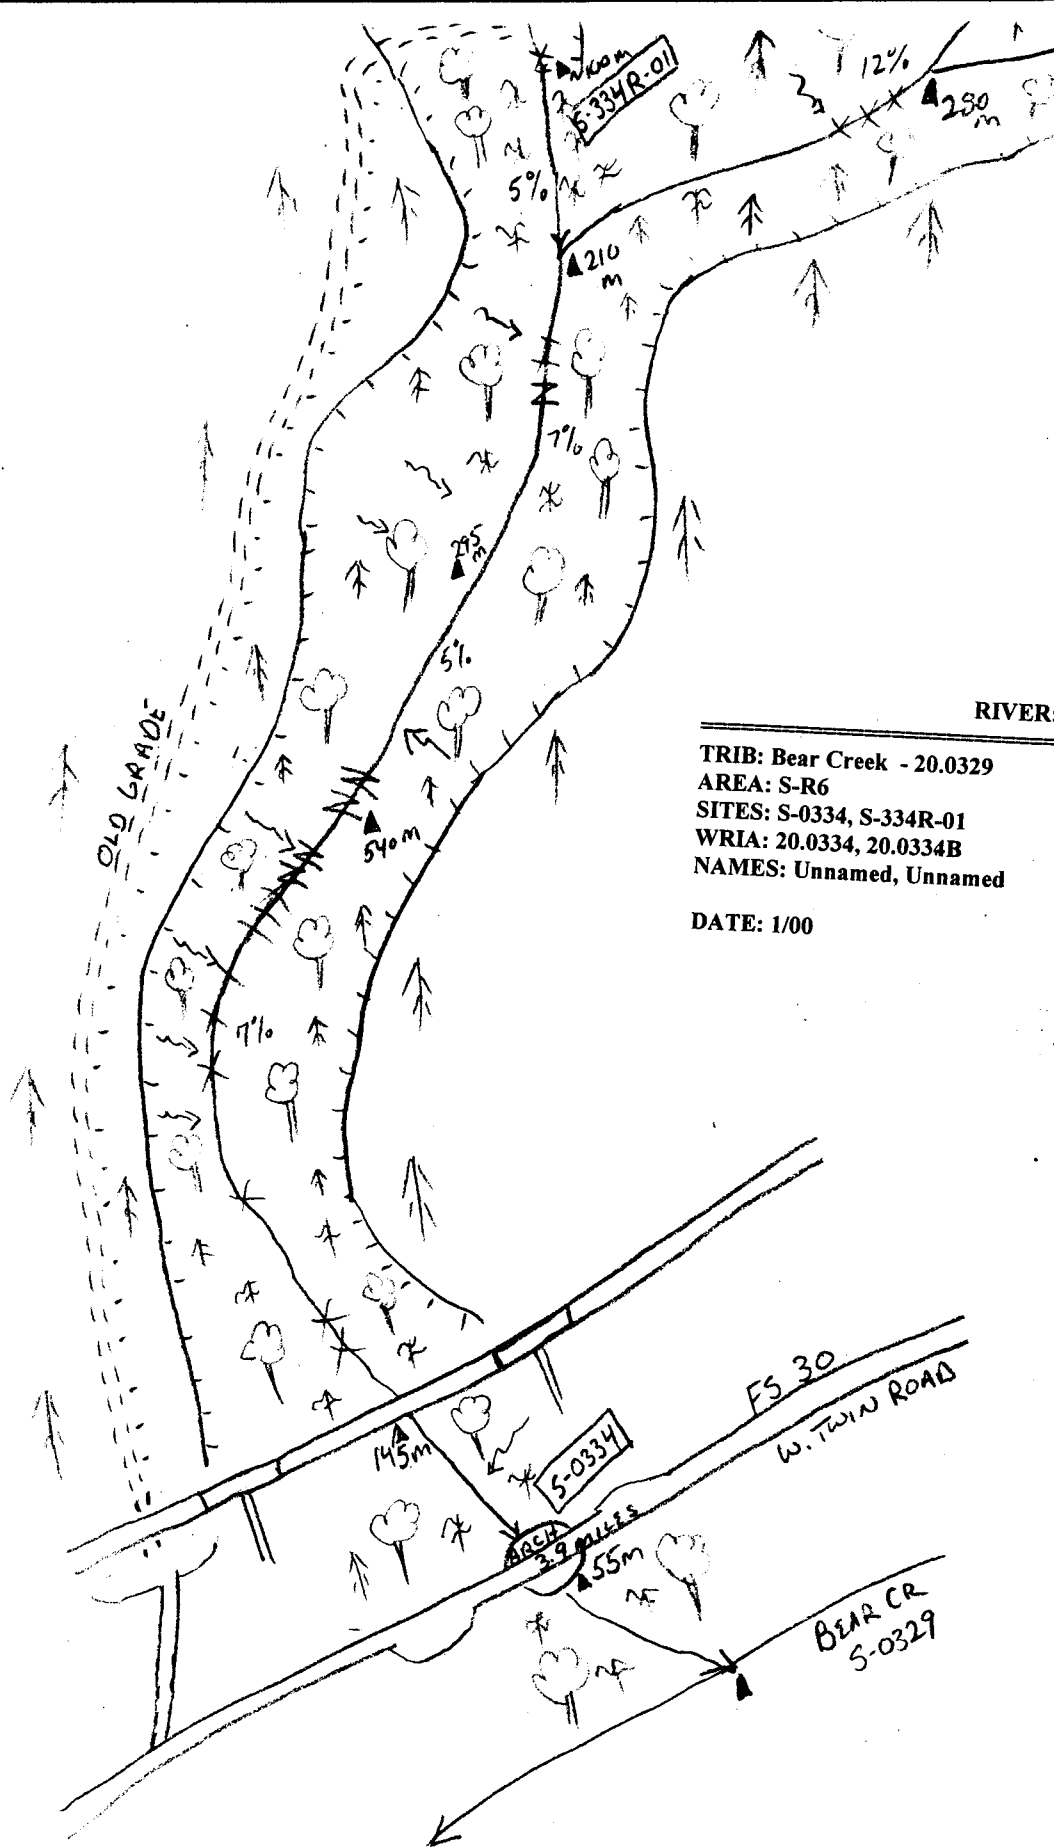 100m
S-334R-01
12%
280
m
5%
210
m
7%
295
m
5%
OLD GRADE
540m
7%
RIVER:
TRIB: Bear Creek - 20.0329
AREA: S-R6
SITES: S-0334, S-334R-01
WRIA: 20.0334, 20.0334B
NAMES: Unnamed, Unnamed
DATE: 1/00
FS 30
W. TWIN ROAD
145m
S-0334
ARCH
3.9 MILES
55m
BEAR CR
S-0329